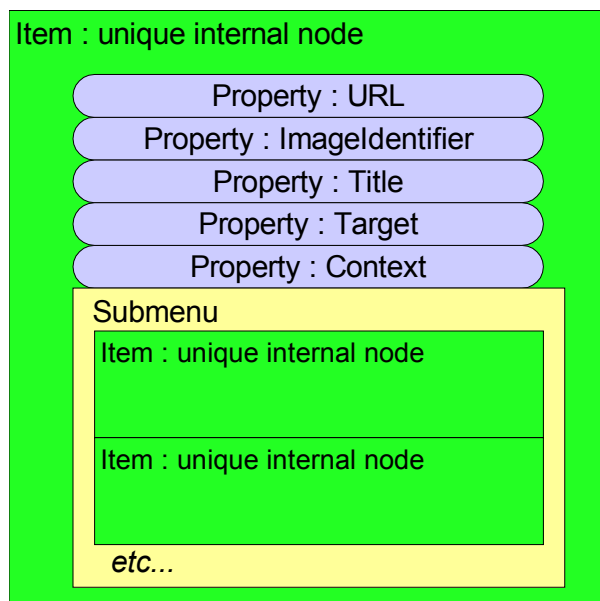 Item : unique internal node
Property : URL
Property : ImageIdentifier
Property : Title
Property : Target
Property : Context
Submenu
Item : unique internal node
Item : unique internal node
etc...